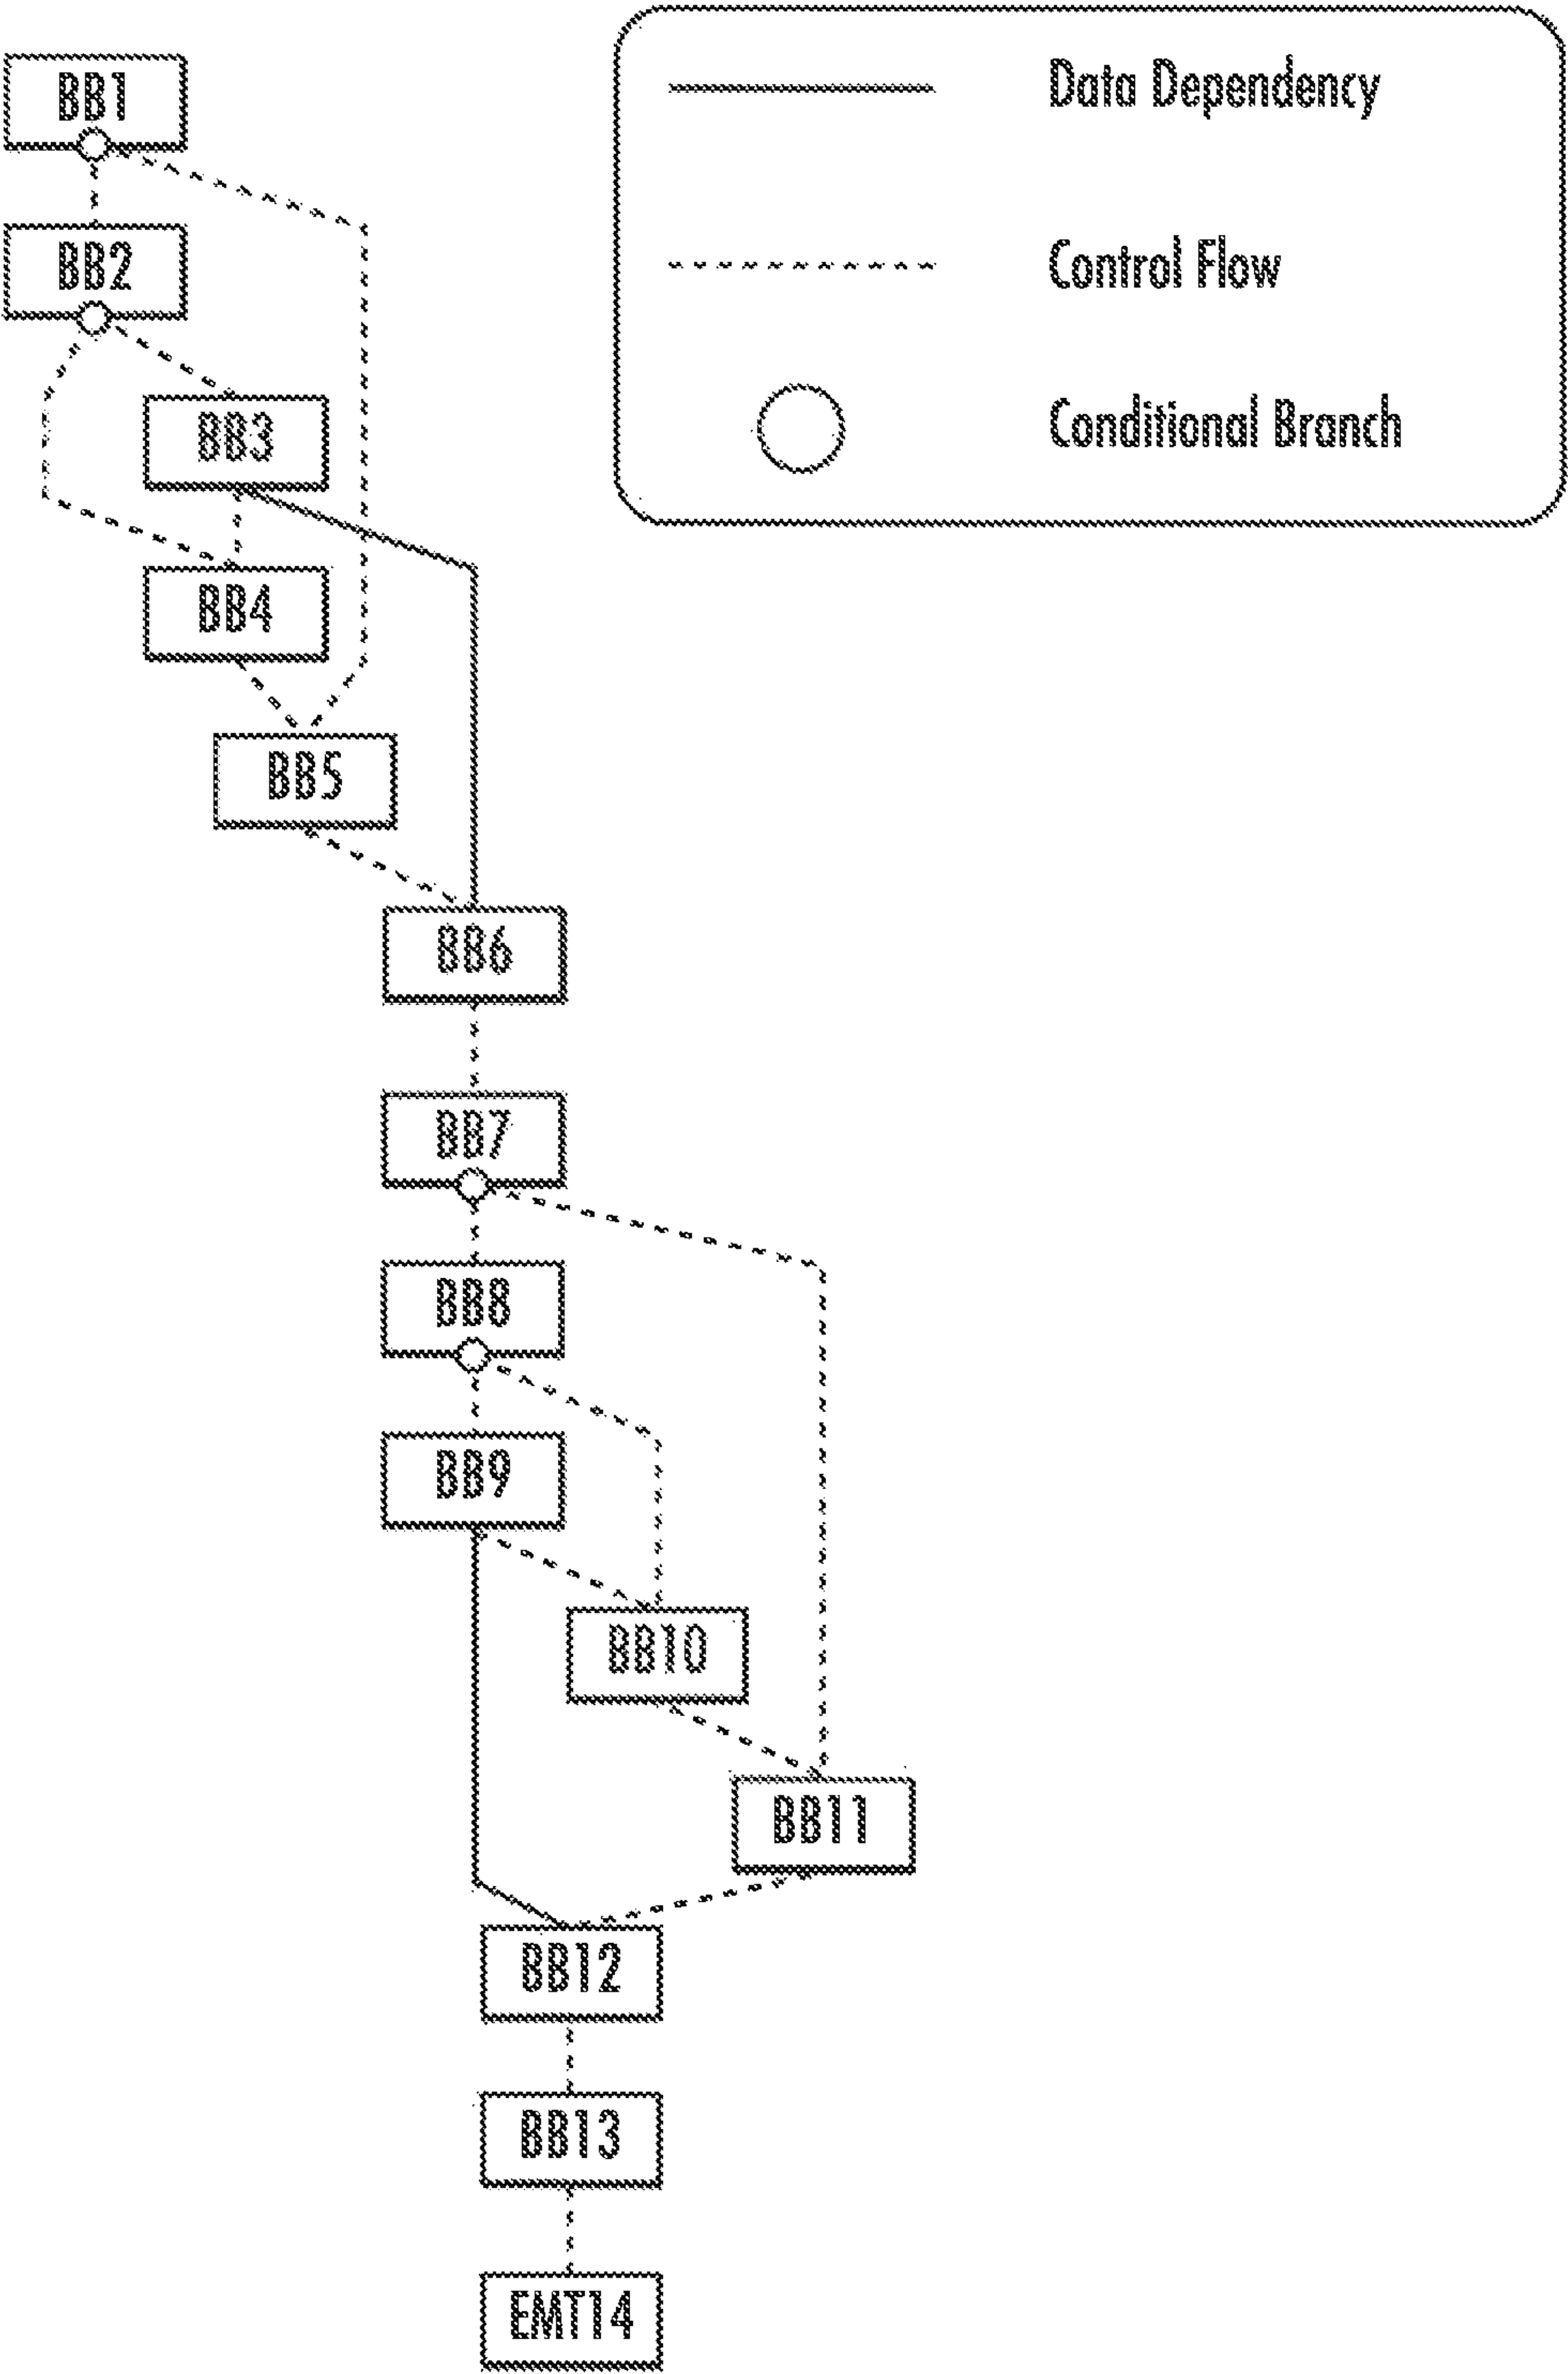 BB1
Data Dependency
BB2
Control Flow
BB3
Conditional Branch
BB4
BB5
BB6
BB7
BB8
BB9
BB10
BB11
BB12
BB13
EMT14